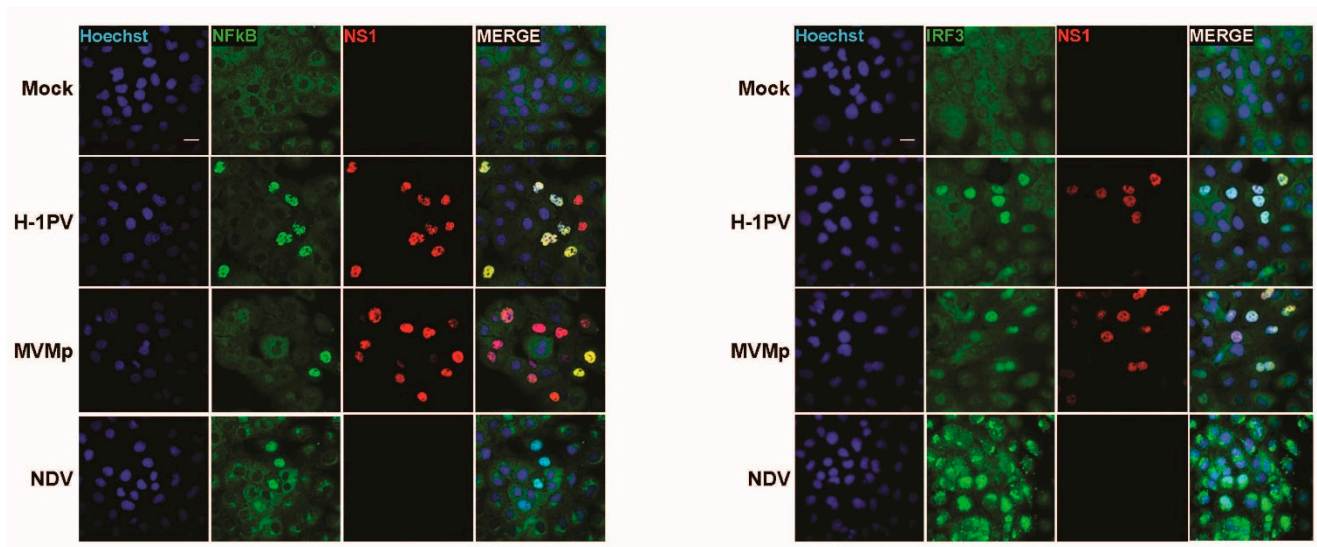 Hoechst NFkB NS1 MERGE
Mock
H-1PV
MVMp
NDV
Hoechst IRF3 NS1 MERGE
Mock
H-1PV
MVMp
NDV